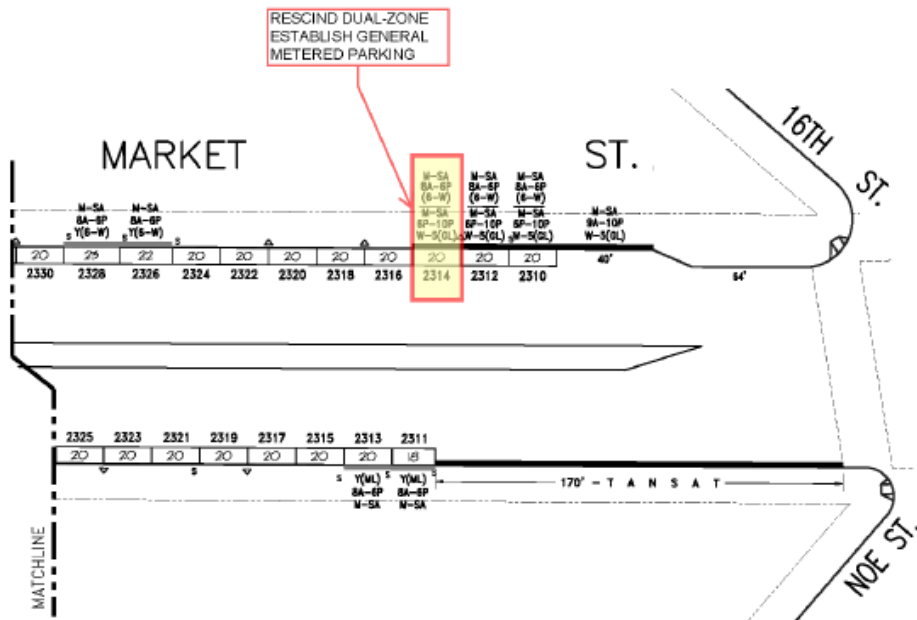 RESCIND DUAL-ZONE
ESTABLISH GENERAL
METERED PARKING
MARKET ST.
16TH ST.
M-SA
8A-6P
Y(6-W)
M-SA
8A-6P
Y(6-W)
M-SA
8A-6P
(6-W)
M-SA
6P-10P
W-5(GL)
M-SA
8A-6P
(6-W)
M-SA
6P-10P
W-5(GL)
M-SA
8A-6P
(6-W)
M-SA
6P-10P
W-5(GL)
M-SA
9A-10P
W-5(GL)
S S S S
20 25 22 20 20 20 20 20 20 20 20 40'
2330 2328 2326 2324 2322 2320 2318 2316 2314 2312 2310 64'
2325 2323 2321 2319 2317 2315 2313 2311
20 20 20 20 20 20 20 18
S S S S
Y(ML)
8A-6P
M-SA
Y(ML)
8A-6P
M-SA
170' - T A N S A T
MATCHLINE
NOE ST.